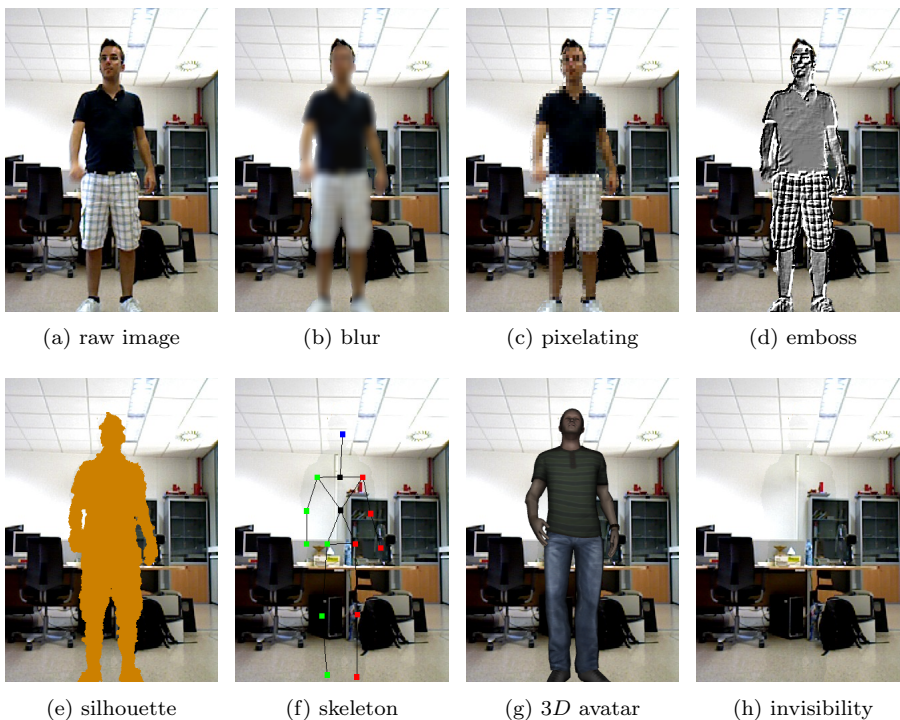 (a) raw image
(b) blur
(c) pixelating
(d) emboss
(e) silhouette
(f) skeleton
(g) 3D avatar
(h) invisibility